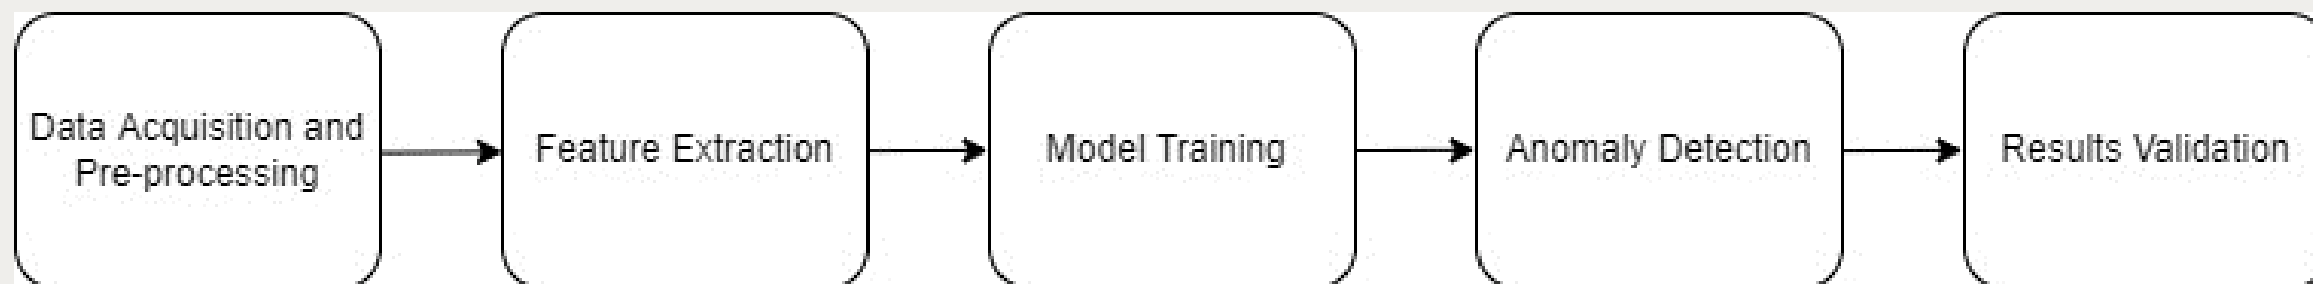 Data Acquisition and
Pre-processing
Feature Extraction
Model Training
Anomaly Detection
Results Validation